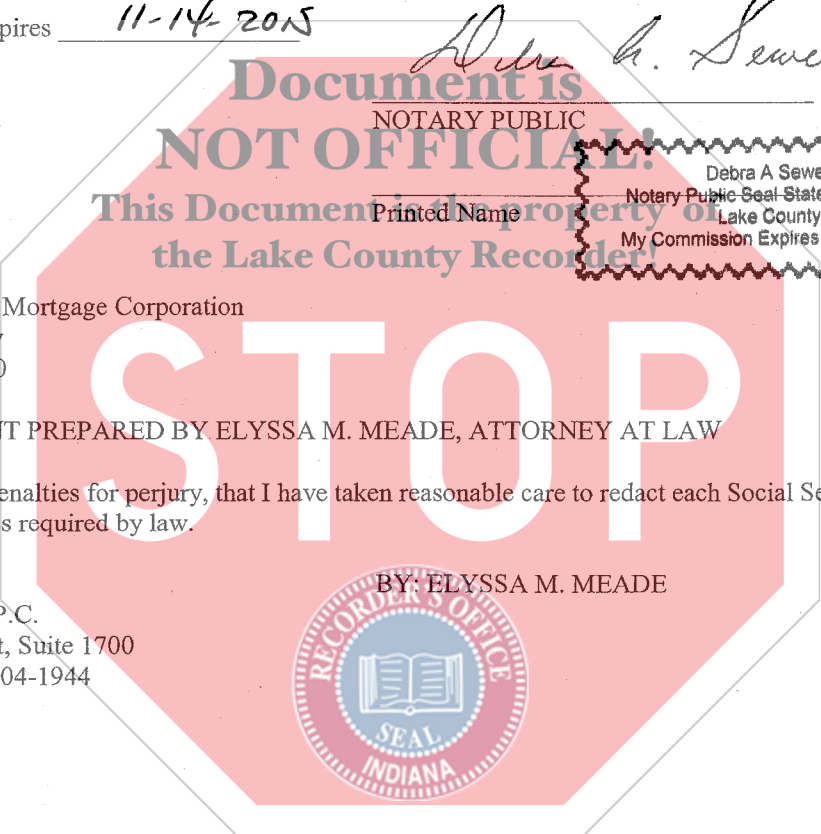 pires 11-14-2015
Debra A. Sewe
Document is
NOTARY PUBLIC
NOT OFFICIAL!
Debra A Sewe
Notary Public Seal State
This Document is the property of
Printed Name
Lake County
My Commission Expires
the Lake County Recorder!
Mortgage Corporation
STOP
NT PREPARED BY ELYSSA M. MEADE, ATTORNEY AT LAW
enalties for perjury, that I have taken reasonable care to redact each Social Se
s required by law.
BY: ELYSSA M. MEADE
P.C.
t, Suite 1700
04-1944
RECORDER'S OFFICE
SEAL
INDIANA